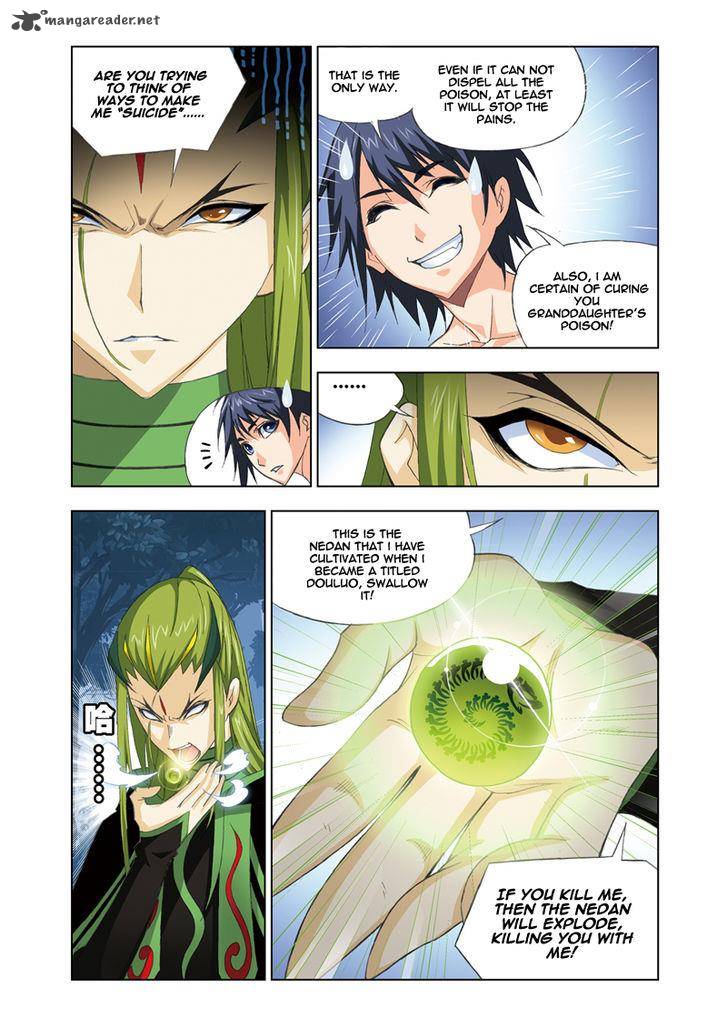 mangareader.net
ARE YOU TRYING
TO THINK OF
WAYS TO MAKE
ME "SUICIDE"......
THAT IS THE
ONLY WAY.
EVEN IF IT CAN NOT
DISPEL ALL THE
POISON, AT LEAST
IT WILL STOP THE
PAINS.
ALSO, I AM
CERTAIN OF CURING
YOU
GRANDDAUGHTER'S
POISON!
!
......
哈
。。。。。。
THIS IS THE
NEDAN THAT I HAVE
CULTIVATED WHEN I
BECAME A TITLED
DOULUO, SWALLOW
IT!
IF YOU KILL ME,
THEN THE NEDAN
WILL EXPLODE,
KILLING YOU WITH
ME!